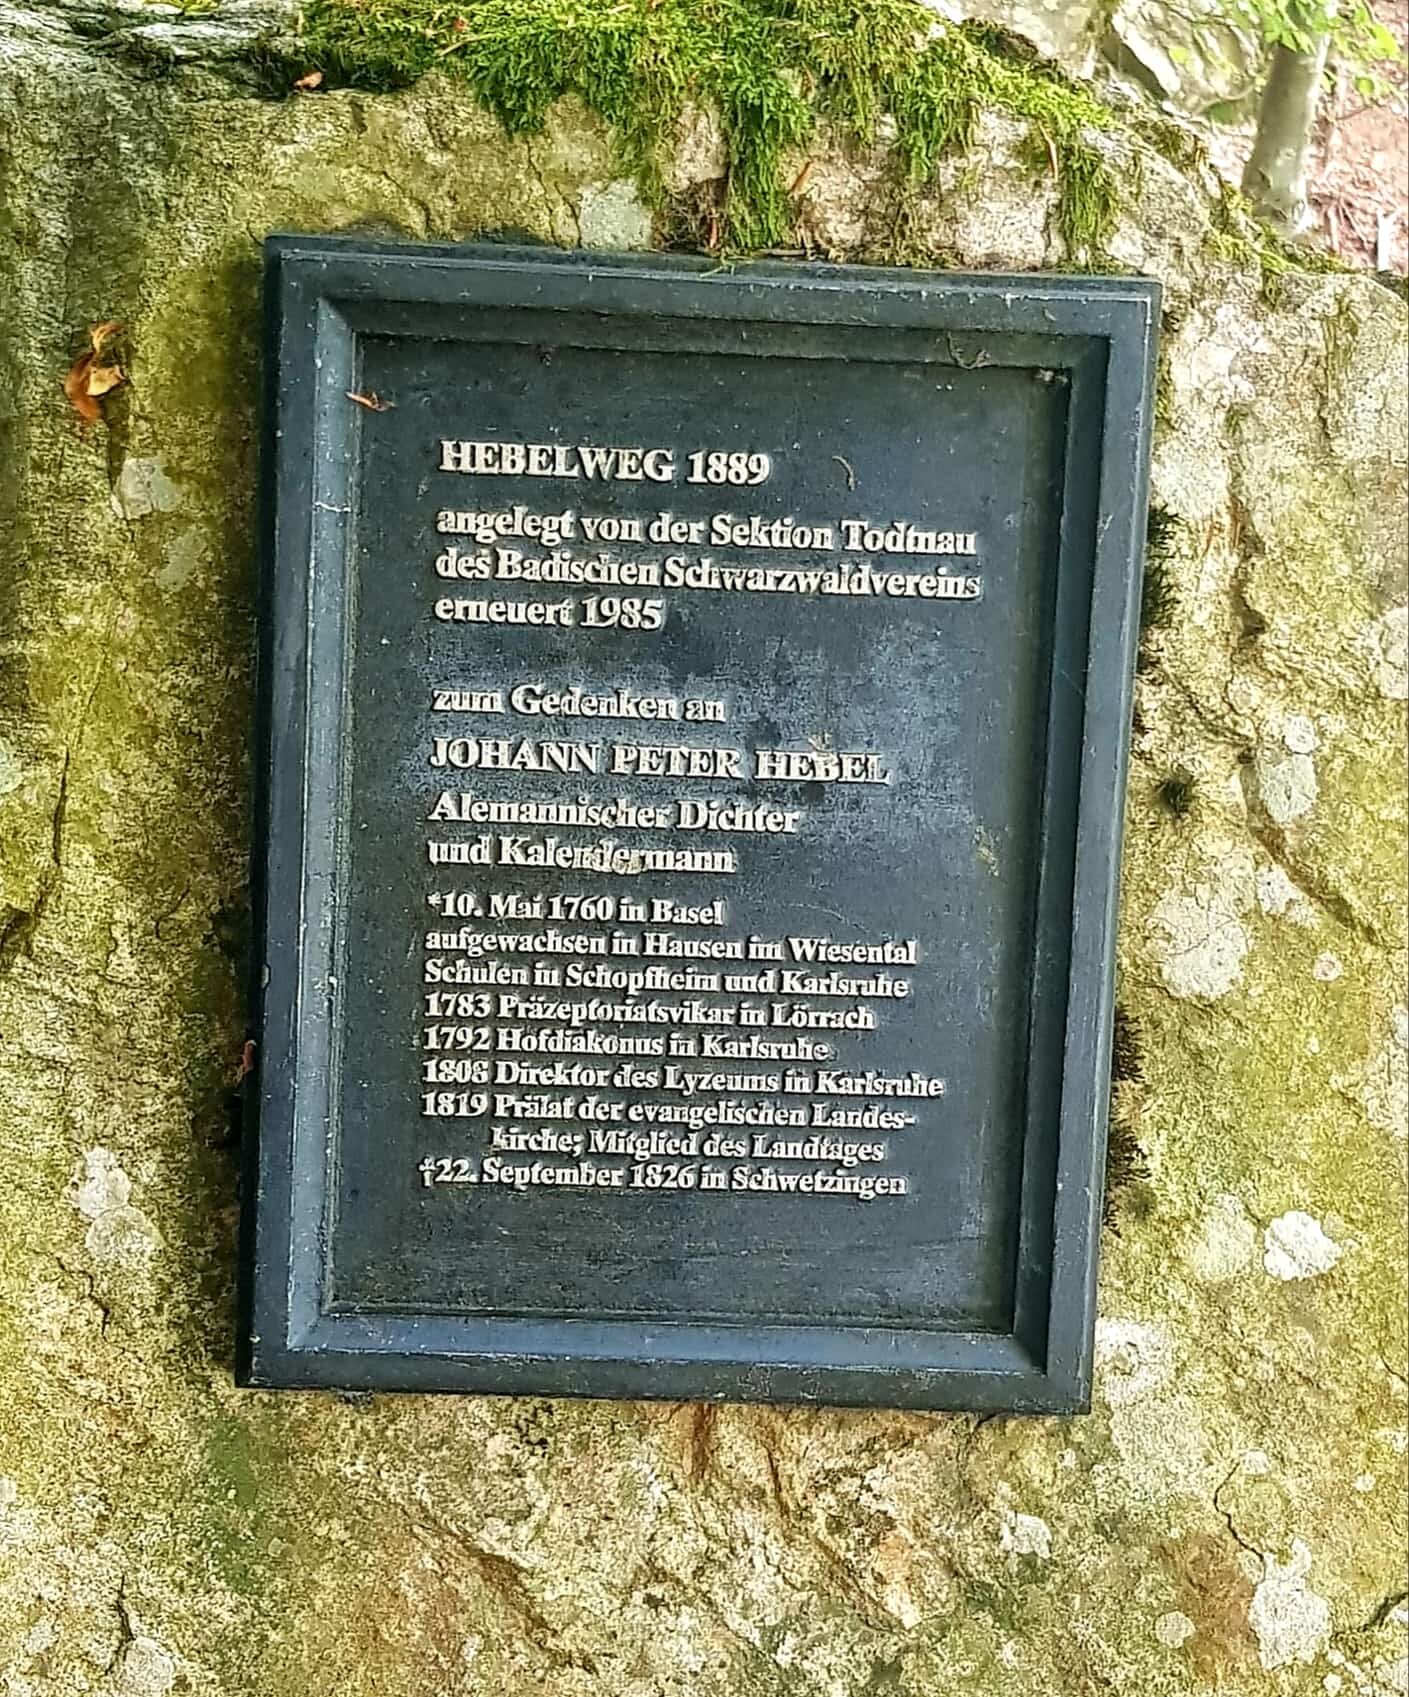 HEBELWEG 1889
angelegt von der Sektion Todtnau
des Badischen Schwarzwaldvereins
erneuert 1985
zum Gedenken an
JOHANN PETER HEBEL
Alemannischer Dichter
und Kalendermann
*10. Mai 1760 in Basel
aufgewachsen in Hausen im Wiesental
Schulen in Schopfheim und Karlsruhe
1783 Präzeptoriatsvikar in Lörrach
1792 Hofdiakonus in Karlsruhe
1808 Direktor des Lyzeums in Karlsruhe
1819 Prälat der evangelischen Landes-
kirche; Mitglied des Landtages
†22. September 1826 in Schwetzingen